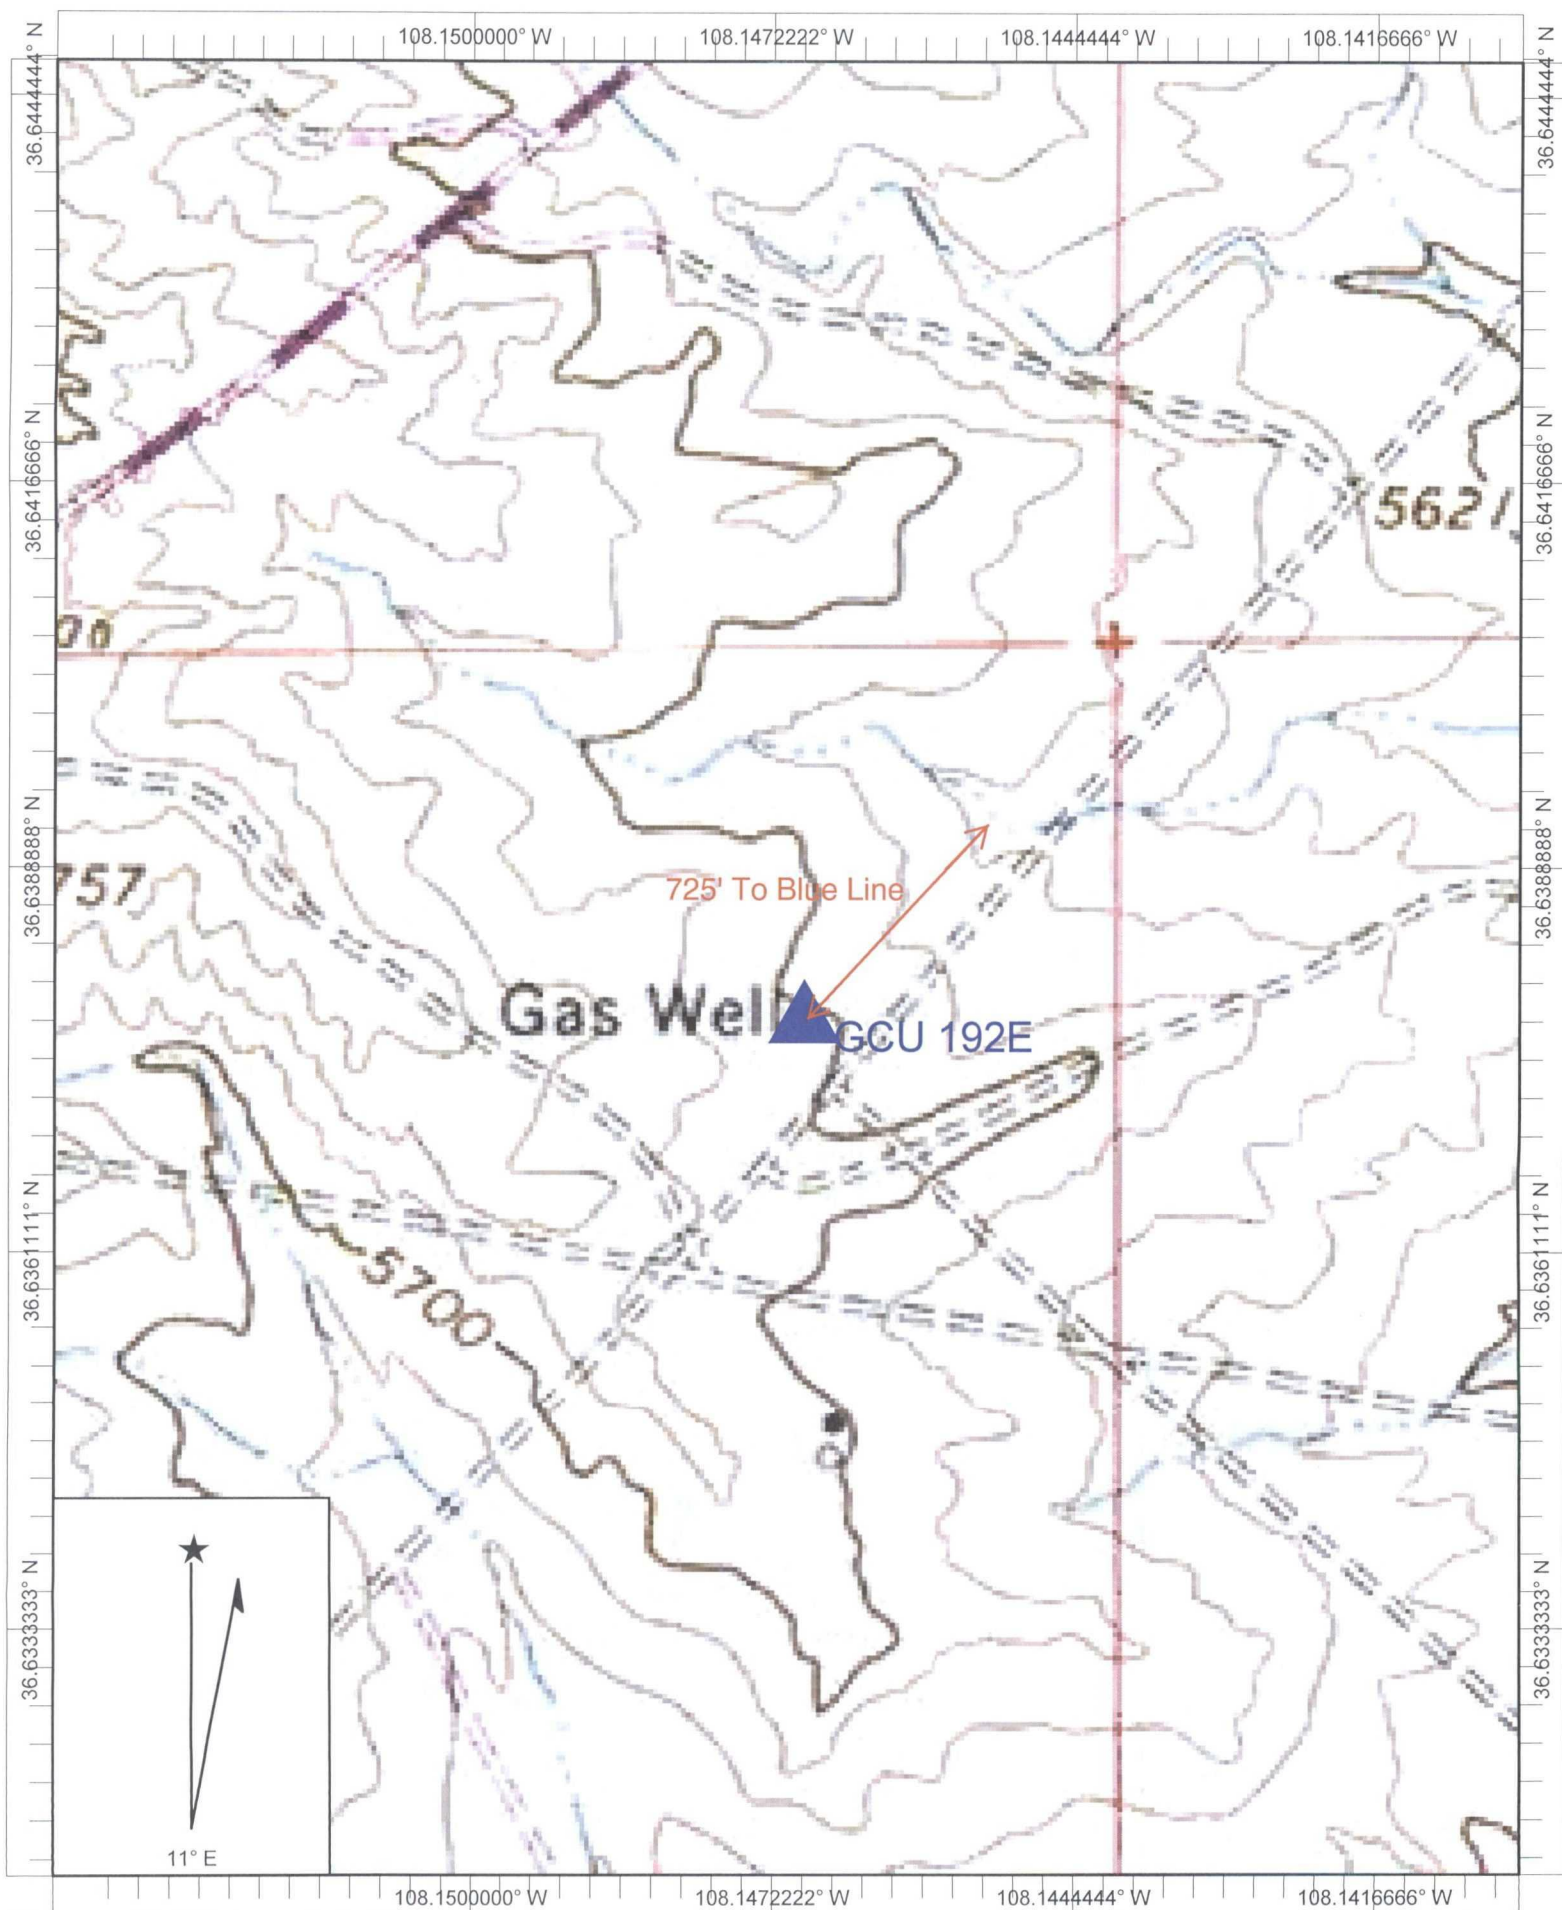 108.1500000° W 108.1472222° W 108.1444444° W 108.1416666° W
36.6444444° N
36.6444444° N
36.6416666° N
5621
36.6416666° N
36.6388888° N
757
725' To Blue Line
36.6388888° N
Gas Well
GCU 192E
36.6361111° N
5700
36.6361111° N
36.6333333° N
36.6333333° N
11° E
108.1500000° W 108.1472222° W 108.1444444° W 108.1416666° W